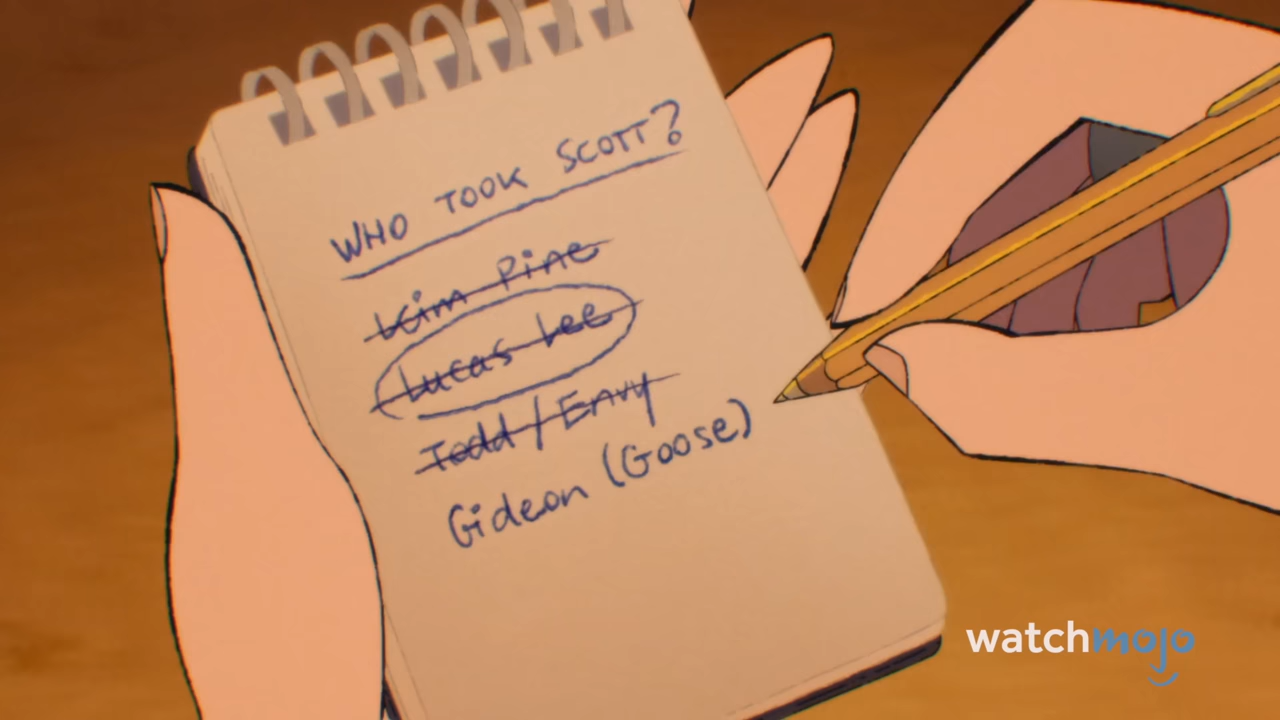 WHO TOOK SCOTT?
Kim Pine
Lucas Lee
Todd / Envy
Gideon (Goose)
watchmojo